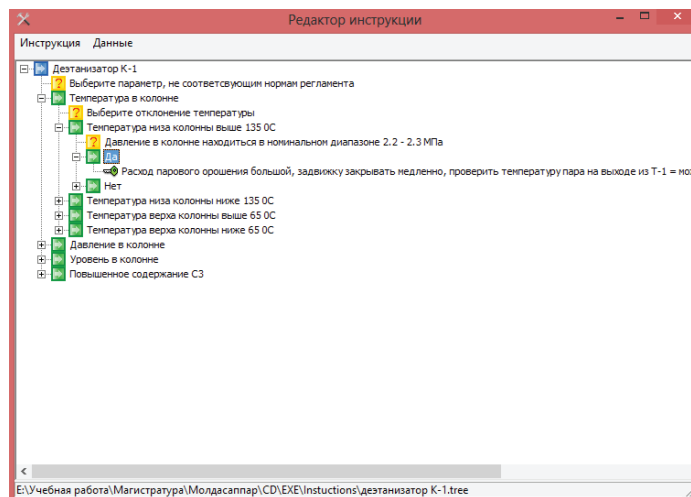 Редактор инструкции
Инструкция Данные
Деэтанизатор К-1
Выберите параметр, не соответсвующим нормам регламента
Температура в колонне
Выберите отклонение температуры
Температура низа колонны выше 135 0С
Давление в колонне находиться в номинальном диапазоне 2.2 - 2.3 МПа
Да
Расход парового орошения большой, задвижку закрывать медленно, проверить температуру пара на выходе из Т-1 = мо
Нет
Температура низа колонны ниже 135 0С
Температура верха колонны выше 65 0С
Температура верха колонны ниже 65 0С
Давление в колонне
Уровень в колонне
Повышенное содержание С3
E:\Учебная работа\Магистратура\Молдасаппар\CD\EXE\Instuctions\деэтанизатор К-1.tree